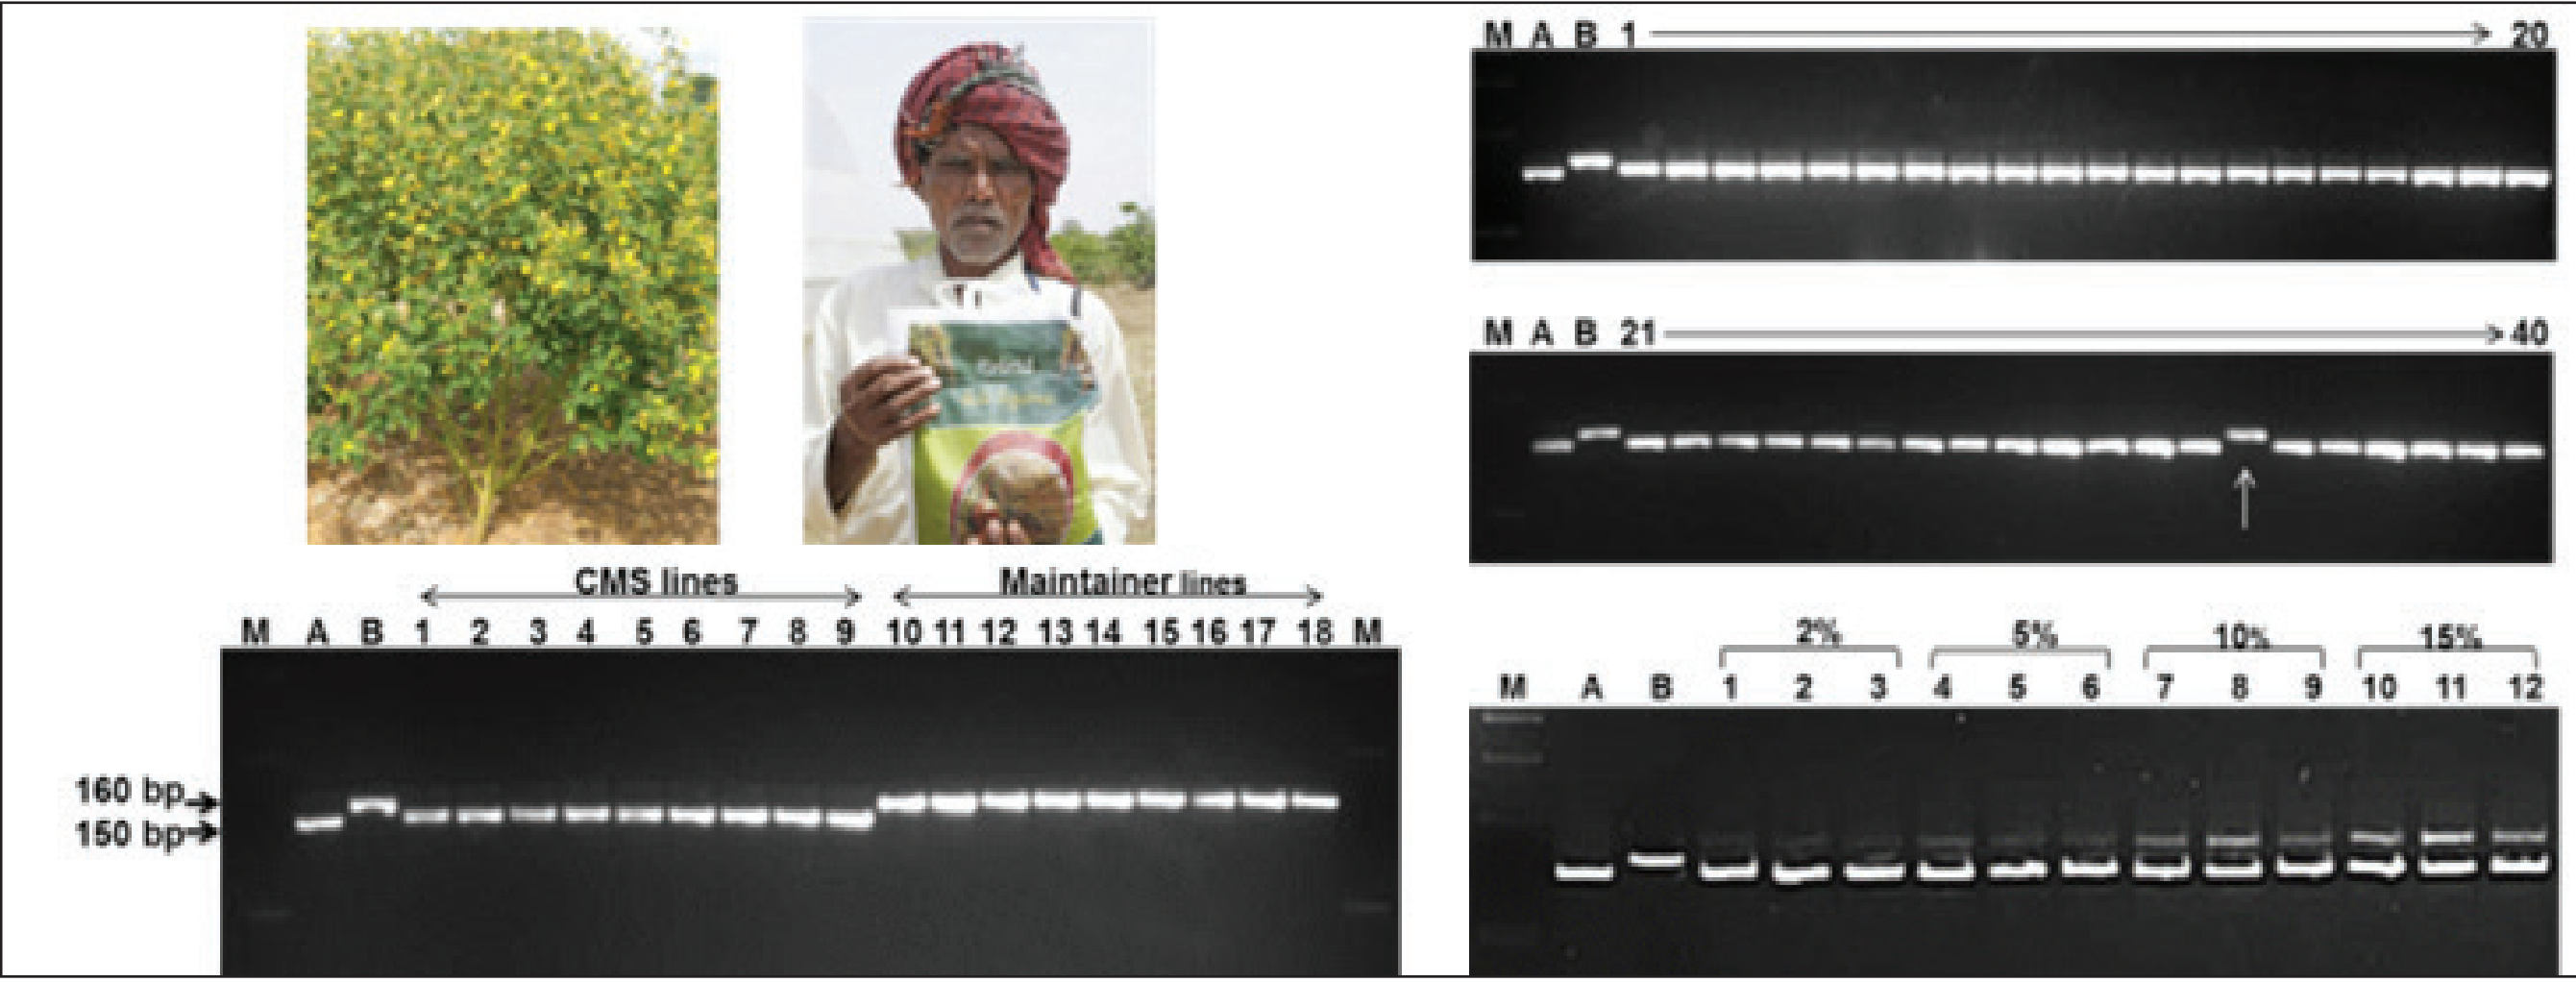 CMS lines
Maintainer lines
M A B 1 2 3 4 5 6 7 8 9 10 11 12 13 14 15 16 17 18 M
160 bp
150 bp
M A B 1 20
M A B 21 40
2% 5% 10% 15%
M A B 1 2 3 4 5 6 7 8 9 10 11 12